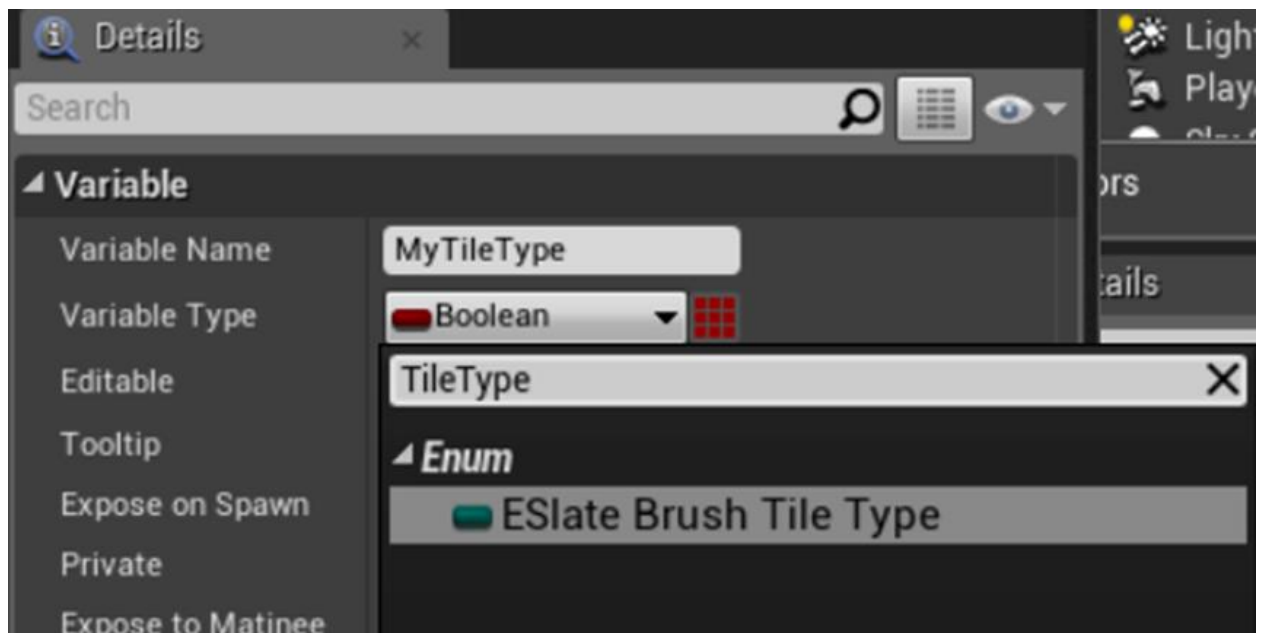 Details
Search
Variable
Variable Name MyTileType
Variable Type Boolean
Editable TileType
Tooltip
Enum
Expose on Spawn ESlate Brush Tile Type
Private
Expose to Matinee
Ligh
Play
ors
tails